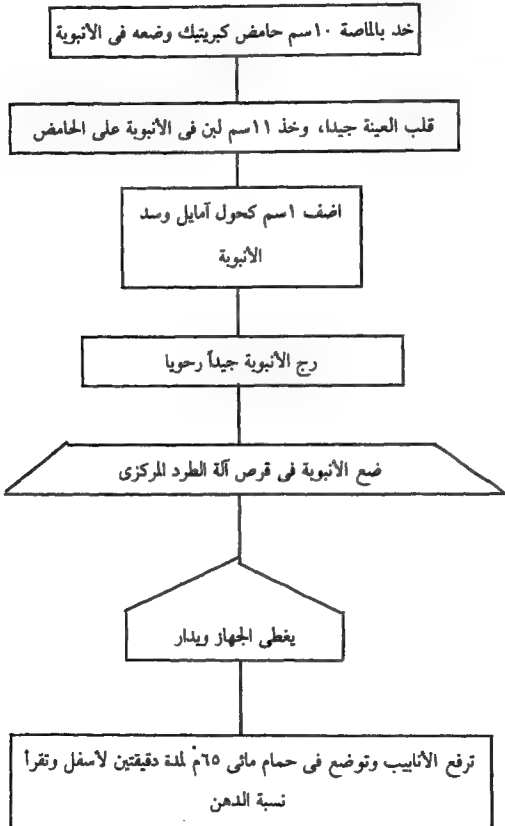 خد بالماصة ١٠سم حامض كبريتيك وضعه فى الأنبوبة
قلب العينة جيدا، وخذ ١١سم لبن فى الأنبوبة على الحامض
اضف ١سم كحول آمايل وسد
الأنبوبة
رج الأنبوبة جيداً رحويا
ضع الأنبوبة فى قرص آلة الطرد المركزى
يغطى الجهاز ويدار
ترفع الأنابيب وتوضع فى حمام مائى ٦٥مْ لمدة دقيقتين لأسفل وتقرأ
نسبة الدهن